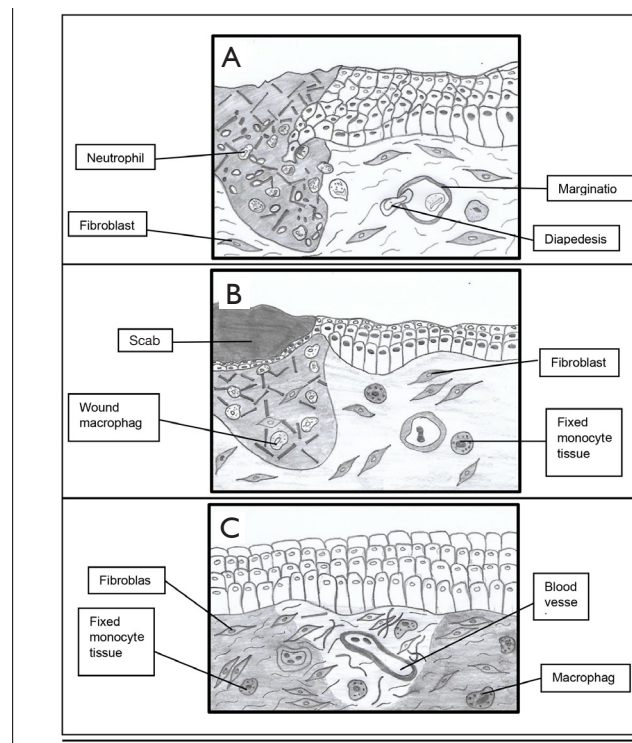 A
Neutrophil
Fibroblast
Marginatio
Diapedesis
B
Scab
Wound
macrophag
Fibroblast
Fixed
monocyte
tissue
C
Fibroblas
Fixed
monocyte
tissue
Blood
vesse
Macrophag